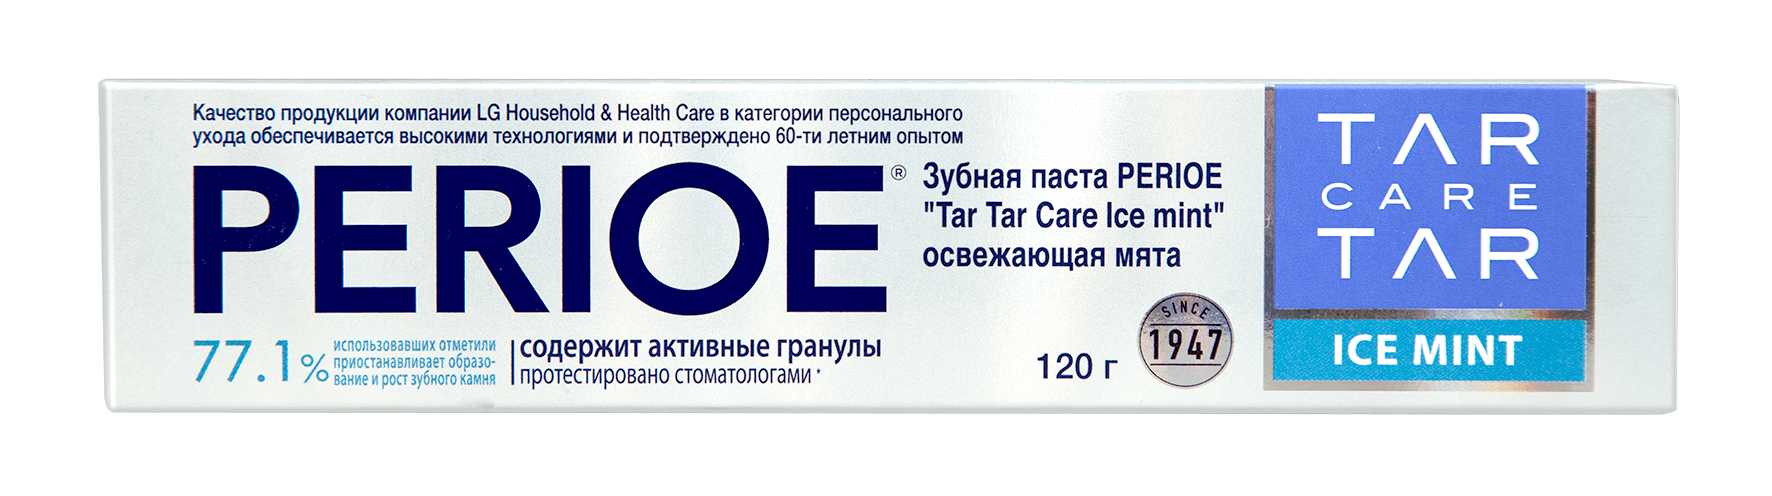 Качество продукции компании LG Household & Health Care в категории персонального
ухода обеспечивается высокими технологиями и подтверждено 60-ти летним опытом
PERIOE®
Зубная паста PERIOE
"Tar Tar Care Ice mint"
освежающая мята
77.1%
использовавших отметили
приостанавливает образо-
вание и рост зубного камня
содержит активные гранулы
протестировано стоматологами*
120 г
SINCE
1947
TAR
CARE
TAR
ICE MINT